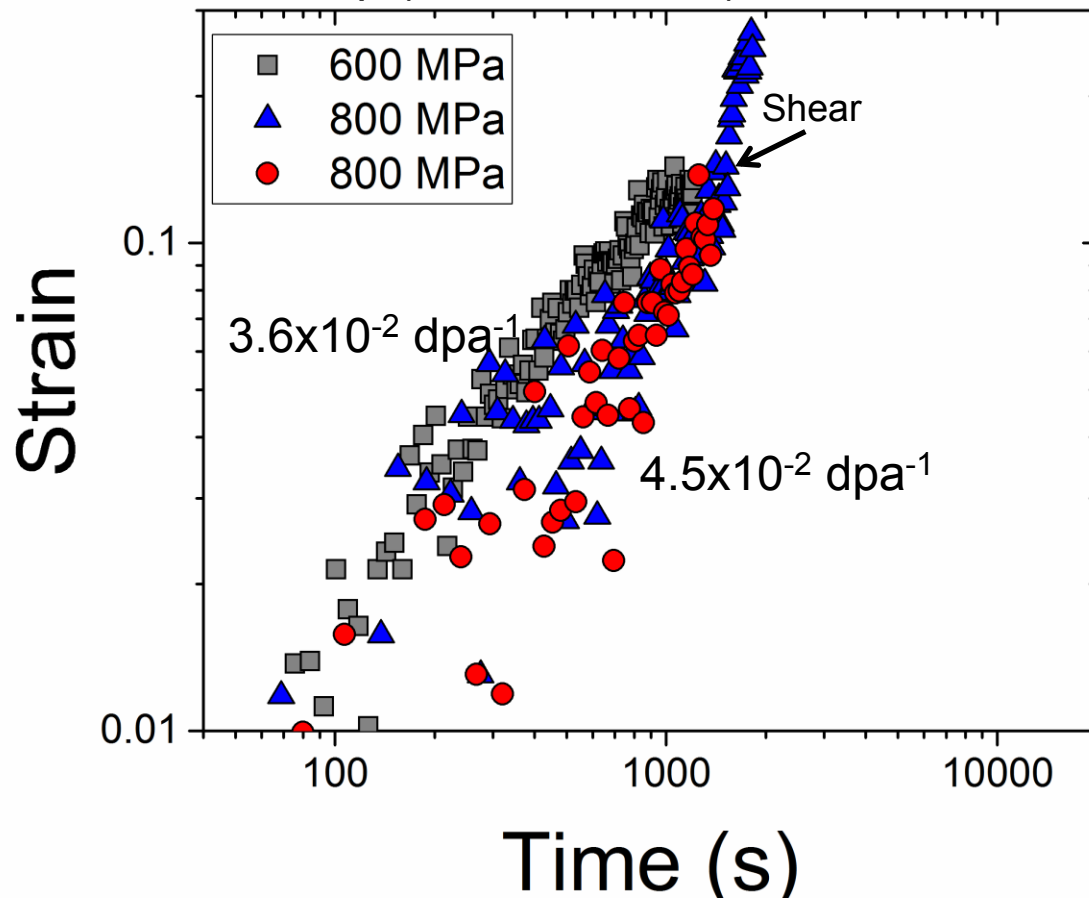 600 MPa
800 MPa
800 MPa
Shear
0.1
3.6x10⁻² dpa⁻¹
4.5x10⁻² dpa⁻¹
0.01
Strain
100 1000 10000
Time (s)